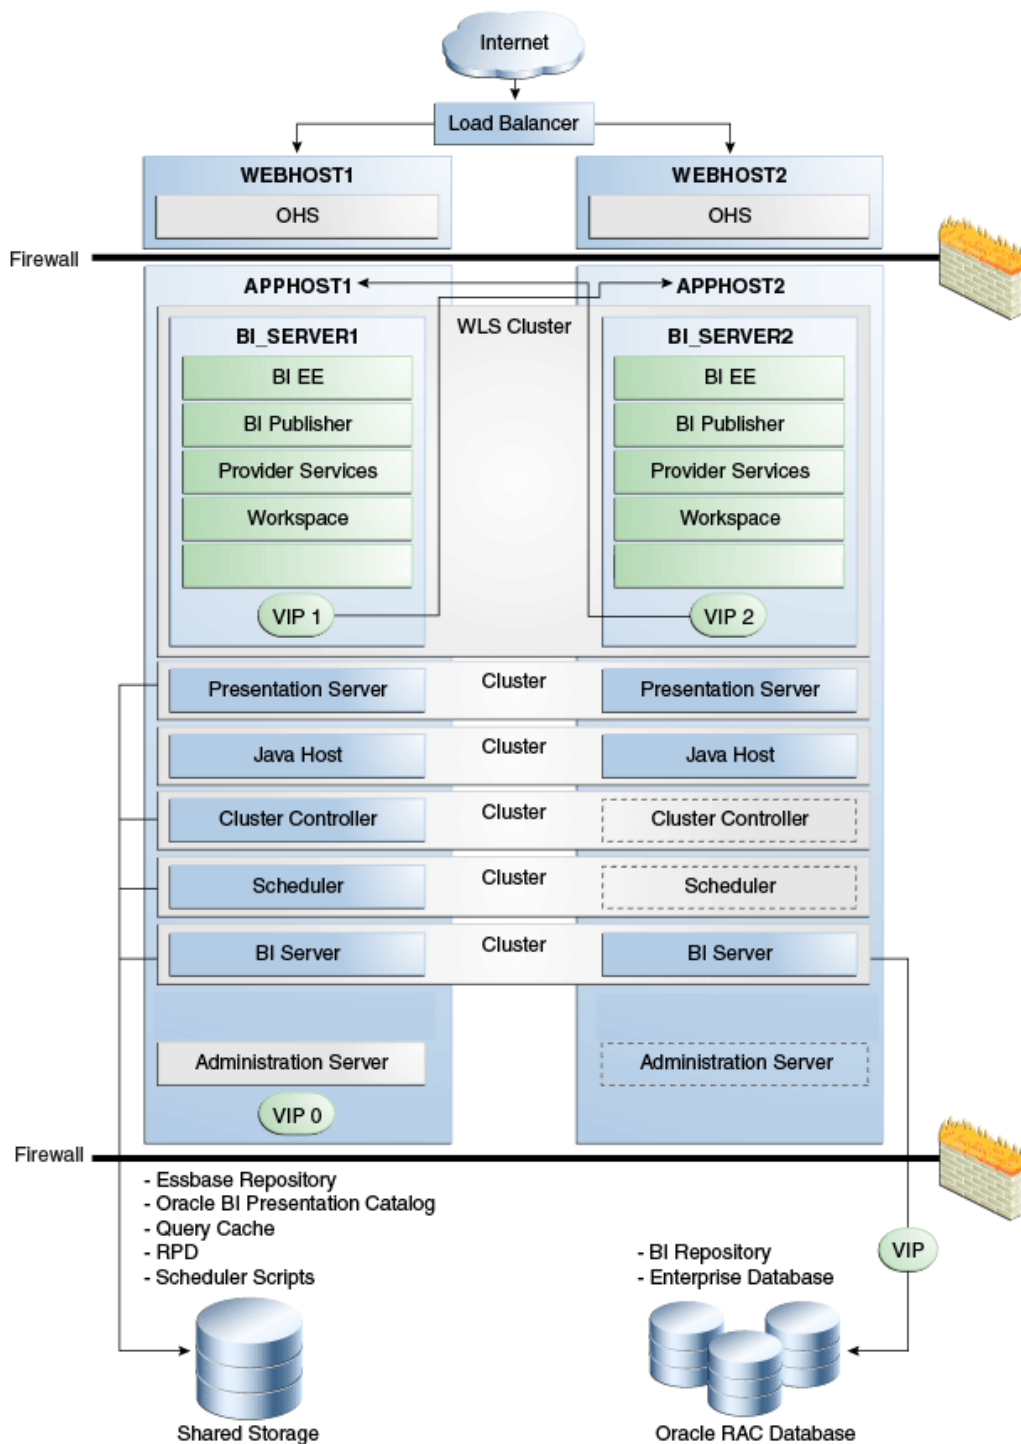 Internet
Load Balancer
WEBHOST1
WEBHOST2
OHS
OHS
Firewall
APPHOST1
APPHOST2
WLS Cluster
BI_SERVER1
BI_SERVER2
BI EE
BI EE
BI Publisher
BI Publisher
Provider Services
Provider Services
Workspace
Workspace
VIP 1
VIP 2
Presentation Server
Cluster
Presentation Server
Java Host
Cluster
Java Host
Cluster Controller
Cluster
Cluster Controller
Scheduler
Cluster
Scheduler
BI Server
Cluster
BI Server
Administration Server
Administration Server
VIP 0
Firewall
- Essbase Repository
- Oracle BI Presentation Catalog
- Query Cache
- RPD
- Scheduler Scripts
- BI Repository
- Enterprise Database
VIP
Shared Storage
Oracle RAC Database